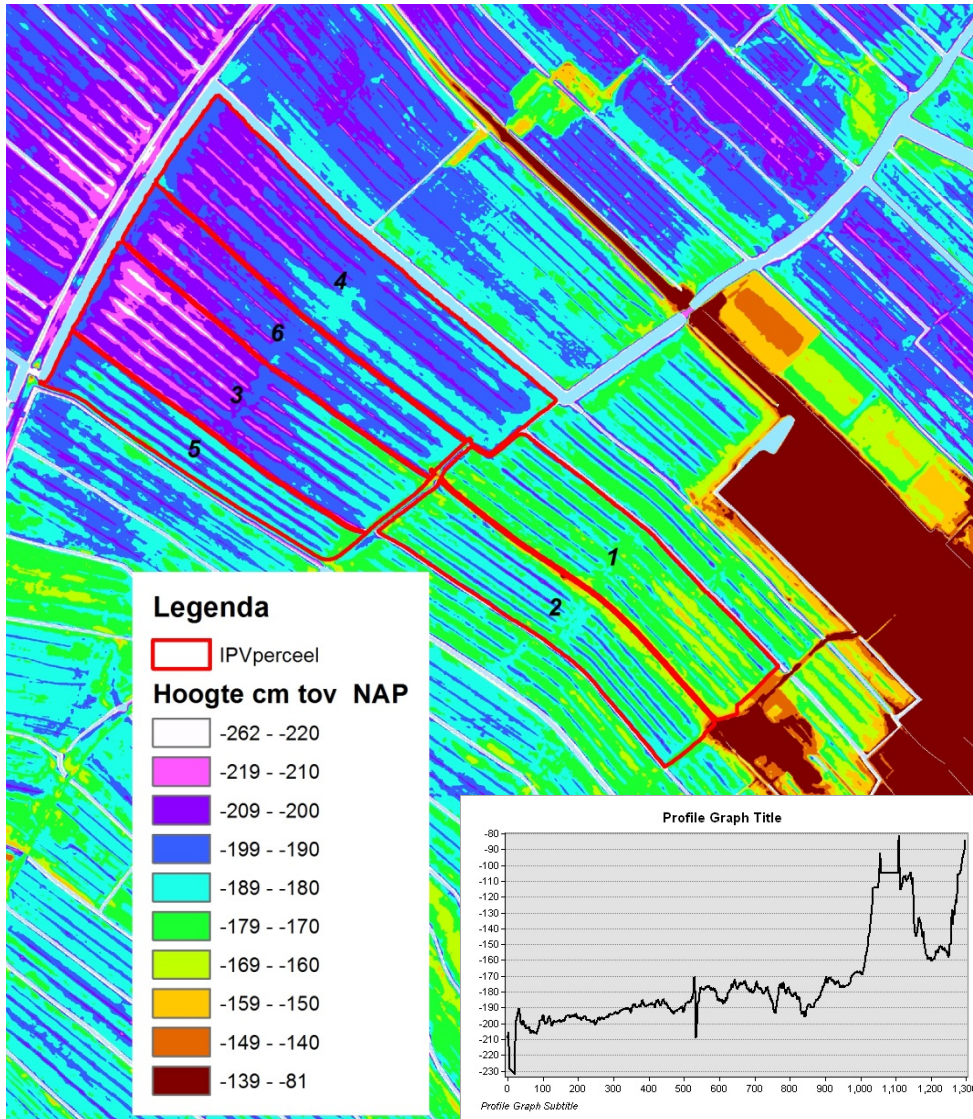 4
6
3
5
1
2
Legenda
IPVperceel
Hoogte cm tov NAP
-262 - -220
-219 - -210
-209 - -200
-199 - -190
-189 - -180
-179 - -170
-169 - -160
-159 - -150
-149 - -140
-139 - -81
Profile Graph Title
-80
-90
-100
-110
-120
-130
-140
-150
-160
-170
-180
-190
-200
-210
-220
-230
0 100 200 300 400 500 600 700 800 900 1,000 1,100 1,200 1,300
Profile Graph Subtitle